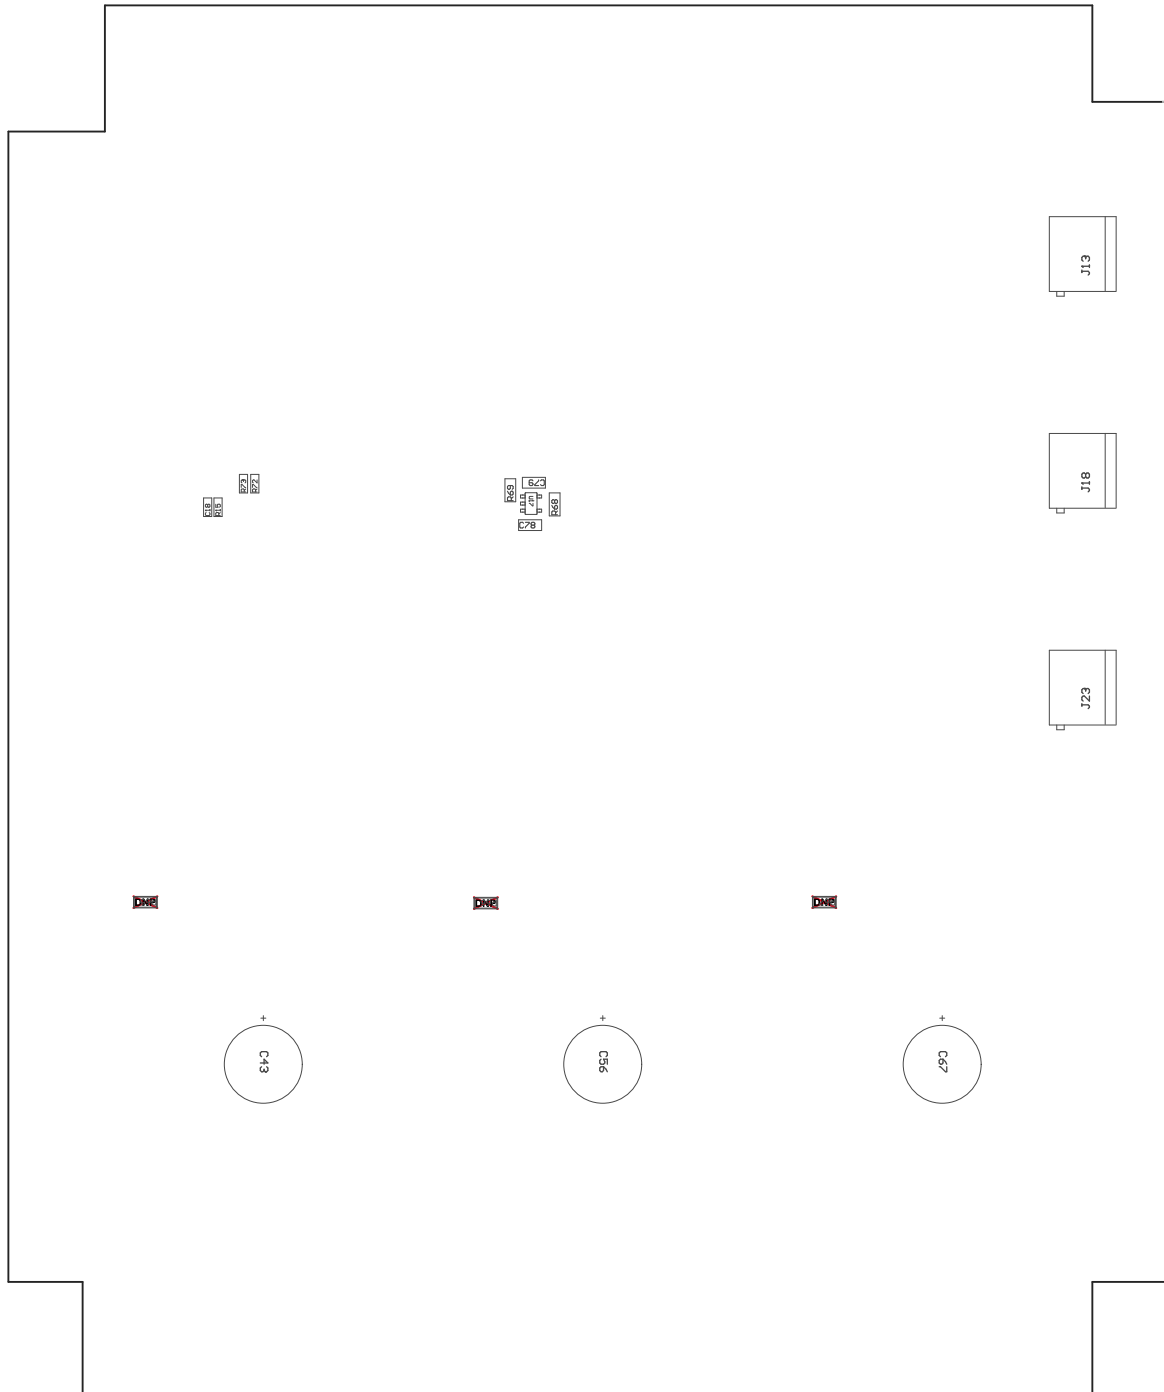 J13
J18
R73
R72
C79
R69
C18
R15
U17
R68
C78
J23
DNP
DNP
DNP
+
+
+
C43
C56
C67